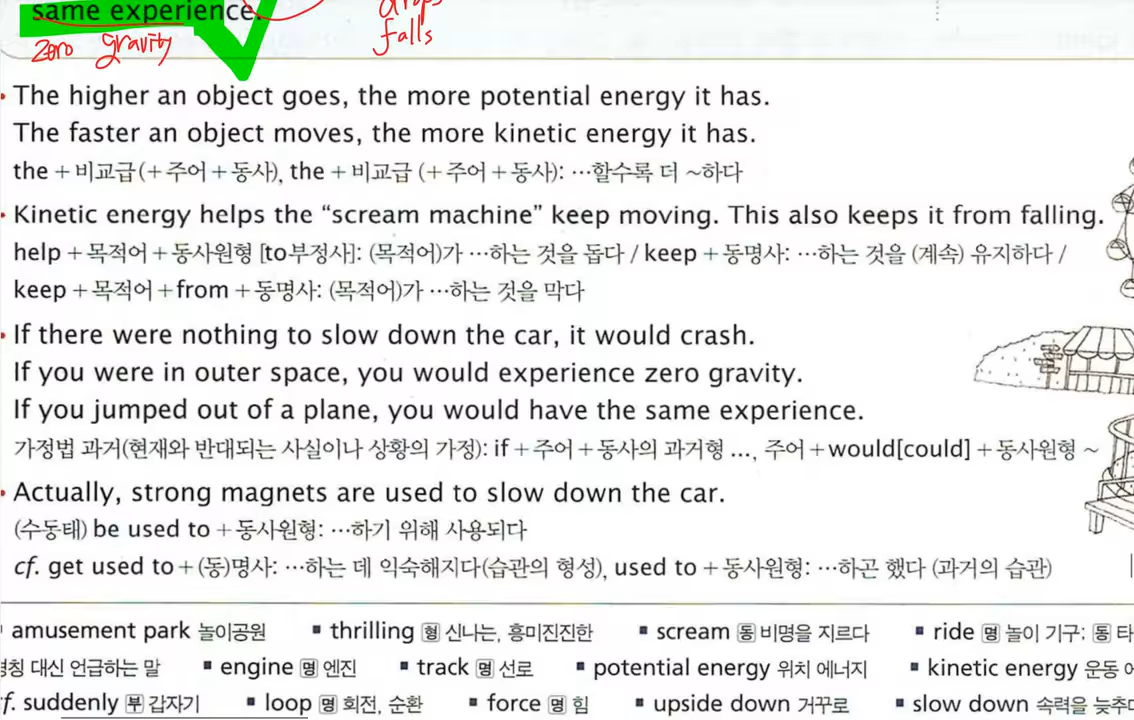 same experience.
drops
falls
zero gravity
The higher an object goes, the more potential energy it has.
The faster an object moves, the more kinetic energy it has.
the + 비교급 (+ 주어 + 동사), the + 비교급 (+ 주어 + 동사): …할수록 더 ~하다
Kinetic energy helps the “scream machine” keep moving. This also keeps it from falling.
help + 목적어 + 동사원형 [to부정사]: (목적어)가 …하는 것을 돕다 / keep + 동명사: …하는 것을 (계속) 유지하다 /
keep + 목적어 + from + 동명사: (목적어)가 …하는 것을 막다
If there were nothing to slow down the car, it would crash.
If you were in outer space, you would experience zero gravity.
If you jumped out of a plane, you would have the same experience.
가정법 과거(현재와 반대되는 사실이나 상황의 가정): if + 주어 + 동사의 과거형 …, 주어 + would[could] + 동사원형 ~
Actually, strong magnets are used to slow down the car.
(수동태) be used to + 동사원형: …하기 위해 사용되다
cf. get used to + (동)명사: …하는 데 익숙해지다(습관의 형성), used to + 동사원형: …하곤 했다 (과거의 습관)
amusement park 놀이공원 ▪ thrilling 형 신나는, 흥미진진한 ▪ scream 동 비명을 지르다 ▪ ride 명 놀이 기구; 동 타
대신 언급하는 말 ▪ engine 명 엔진 ▪ track 명 선로 ▪ potential energy 위치 에너지 ▪ kinetic energy 운동
cf. suddenly 부 갑자기 ▪ loop 명 회전, 순환 ▪ force 명 힘 ▪ upside down 거꾸로 ▪ slow down 속력을 늦추다